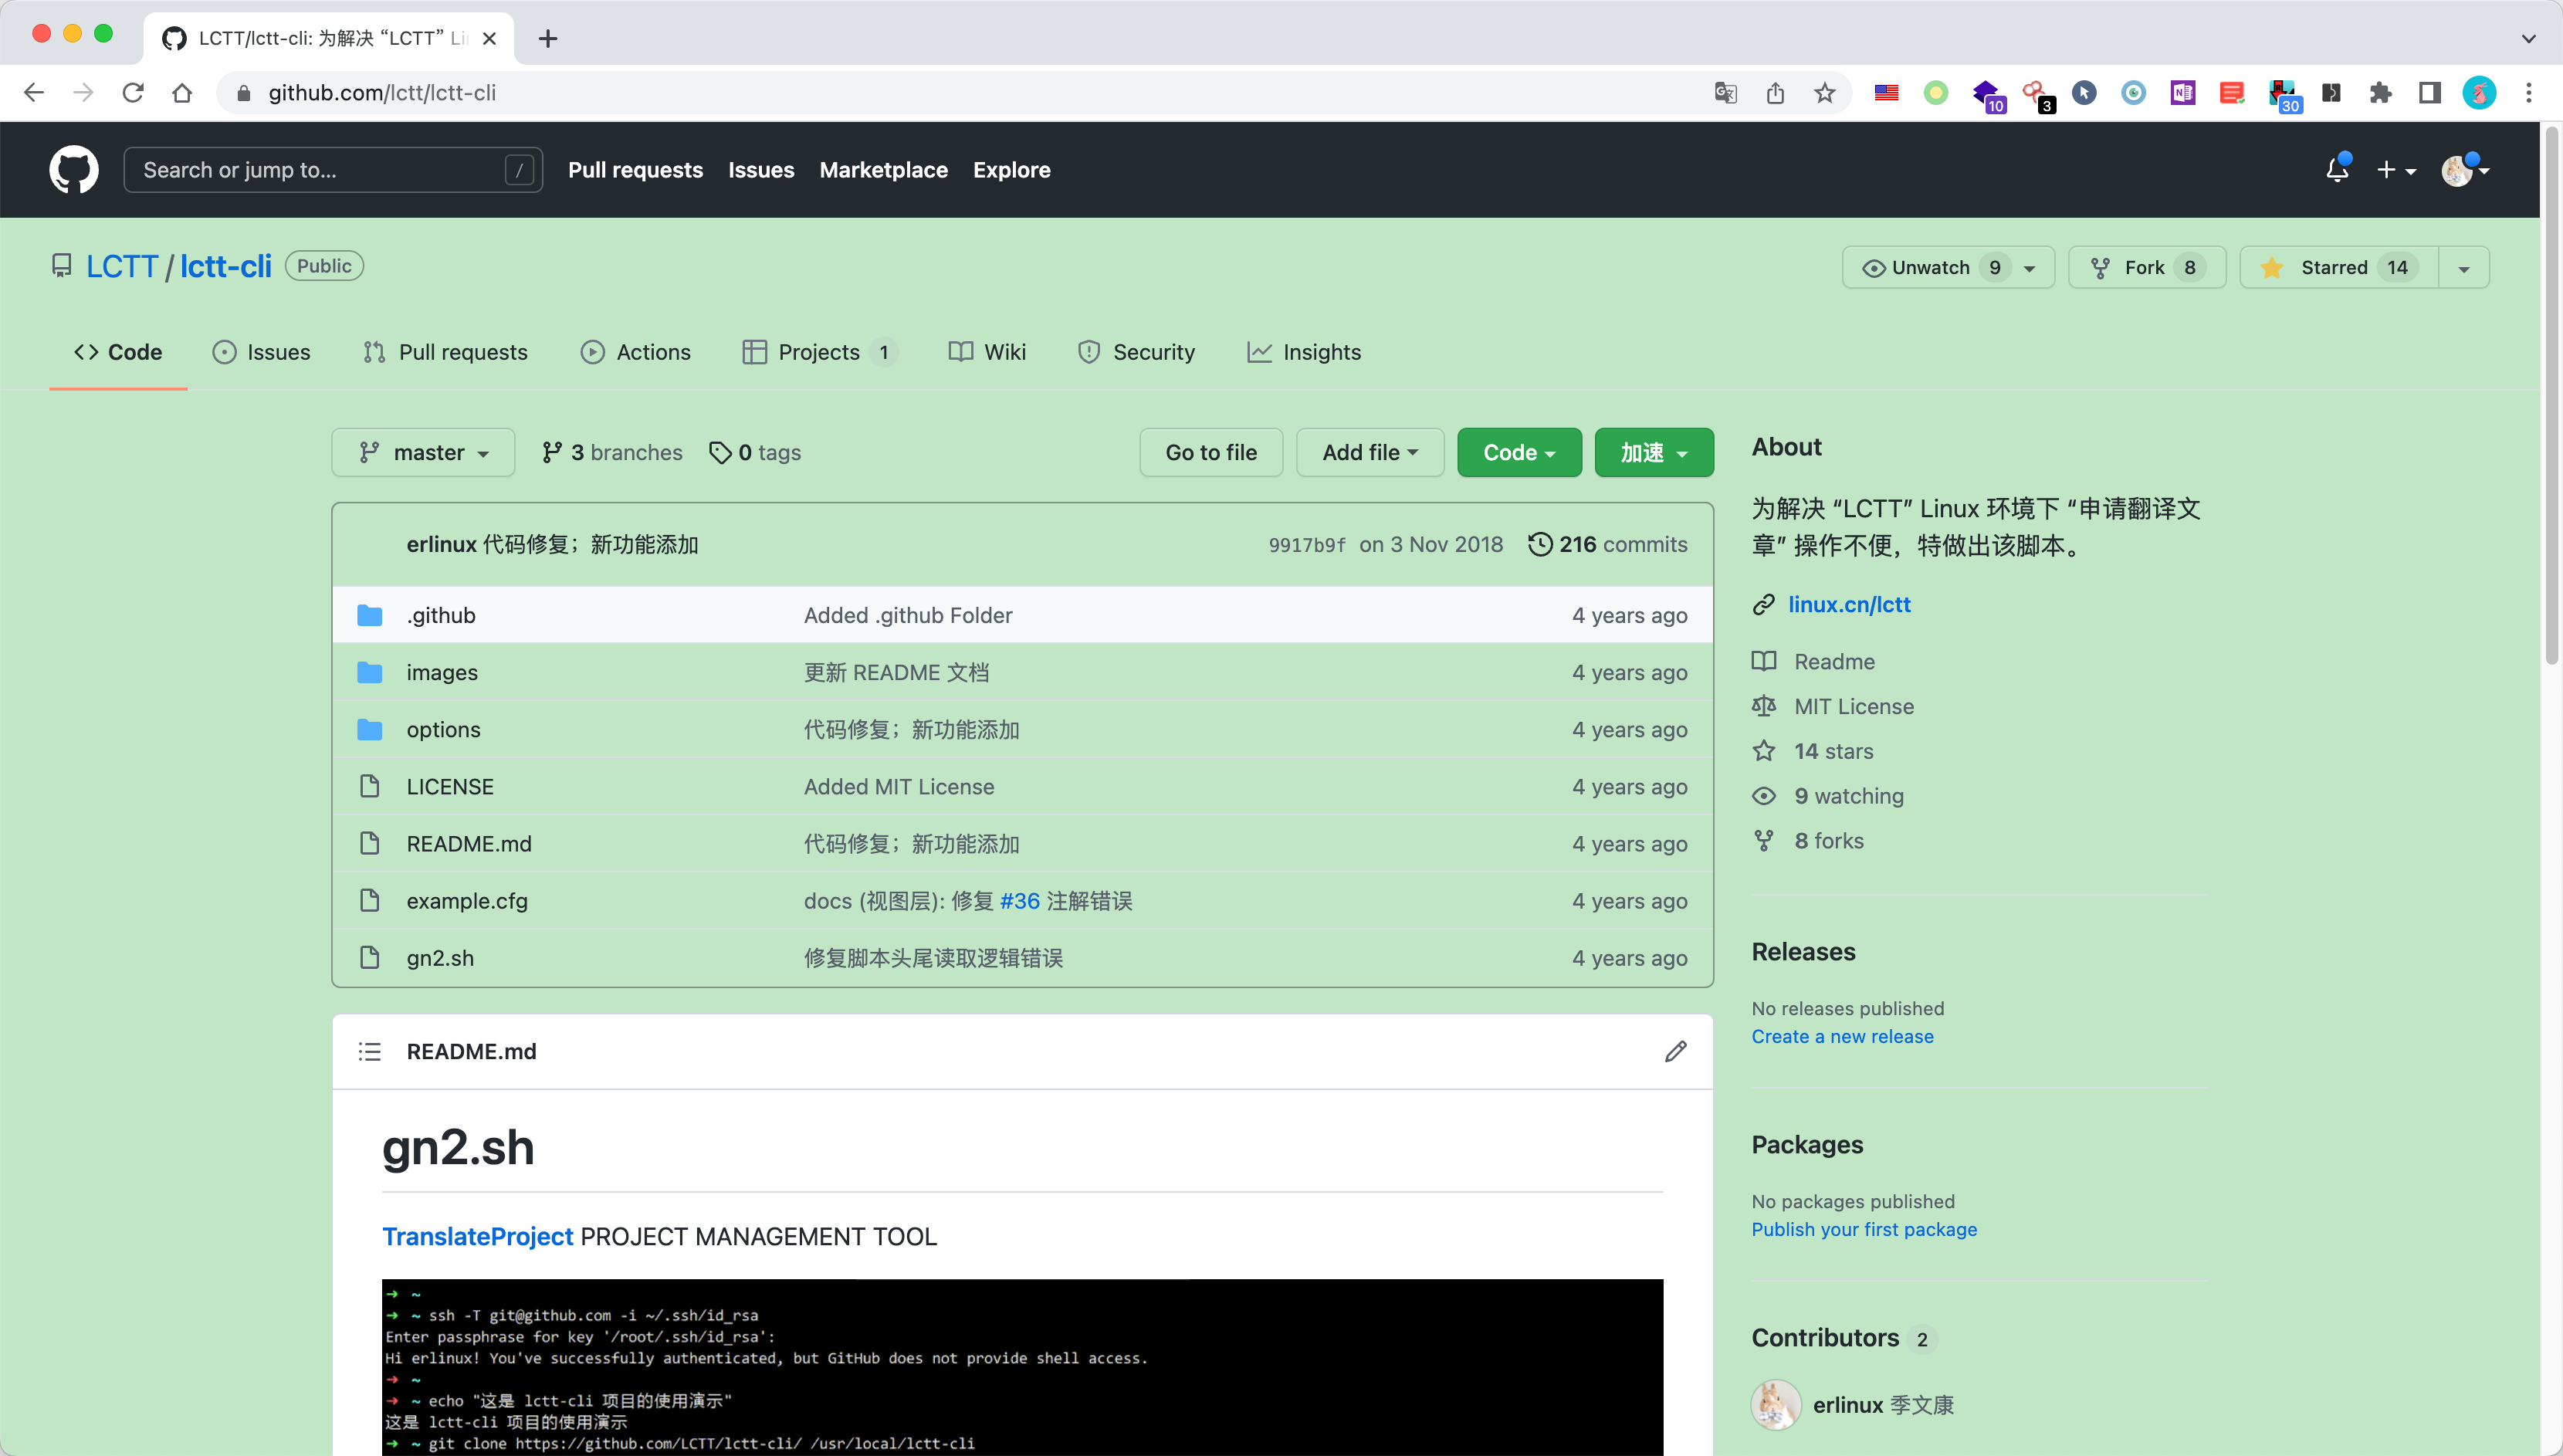 LCTT/lctt-cli: 为解决 “LCTT” Li
github.com/lctt/lctt-cli
10
3
30
Search or jump to...
/
Pull requests
Issues
Marketplace
Explore
LCTT / lctt-cli
Public
Unwatch 9
Fork 8
Starred 14
Code
Issues
Pull requests
Actions
Projects 1
Wiki
Security
Insights
master
3 branches
0 tags
Go to file
Add file
Code
加速
erlinux 代码修复；新功能添加
9917b9f on 3 Nov 2018
216 commits
.github Added .github Folder 4 years ago
images 更新 README 文档 4 years ago
options 代码修复；新功能添加 4 years ago
LICENSE Added MIT License 4 years ago
README.md 代码修复；新功能添加 4 years ago
example.cfg docs (视图层): 修复 #36 注解错误 4 years ago
gn2.sh 修复脚本头尾读取逻辑错误 4 years ago
README.md
gn2.sh
TranslateProject PROJECT MANAGEMENT TOOL
➜ ~
➜ ~ ssh -T git@github.com -i ~/.ssh/id_rsa
Enter passphrase for key '/root/.ssh/id_rsa':
Hi erlinux! You've successfully authenticated, but GitHub does not provide shell access.
➜ ~
➜ ~ echo "这是 lctt-cli 项目的使用演示"
这是 lctt-cli 项目的使用演示
➜ ~ git clone https://github.com/LCTT/lctt-cli/ /usr/local/lctt-cli
About
为解决 “LCTT” Linux 环境下 “申请翻译文
章” 操作不便，特做出该脚本。
linux.cn/lctt
Readme
MIT License
14 stars
9 watching
8 forks
Releases
No releases published
Create a new release
Packages
No packages published
Publish your first package
Contributors 2
erlinux 季文康